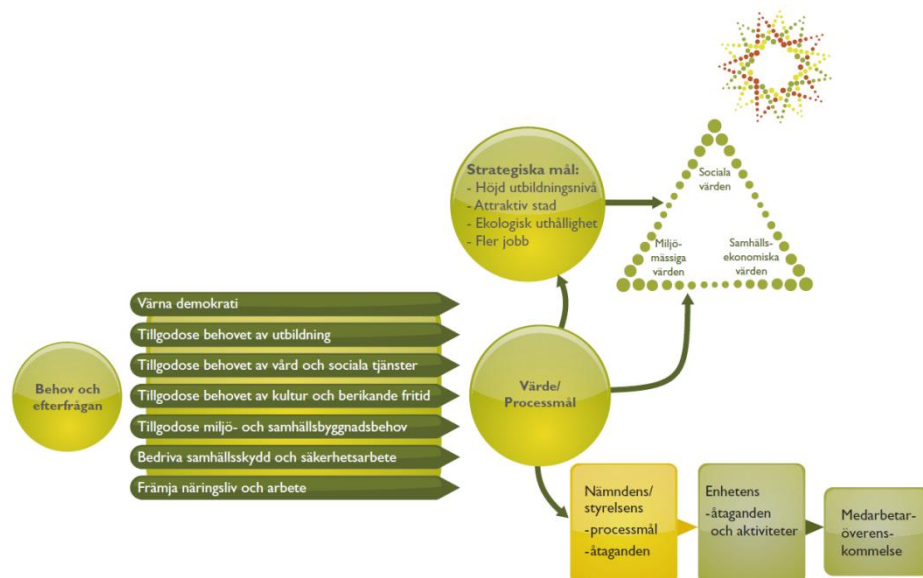 Behov och
efterfrågan
Värna demokrati
Tillgodose behovet av utbildning
Tillgodose behovet av vård och sociala tjänster
Tillgodose behovet av kultur och berikande fritid
Tillgodose miljö- och samhällsbyggnadsbehov
Bedriva samhällsskydd och säkerhetsarbete
Främja näringsliv och arbete
Strategiska mål:
- Höjd utbildningsnivå
- Attraktiv stad
- Ekologisk uthållighet
- Fler jobb
Sociala
värden
Miljö-
mässiga
värden
Samhälls-
ekonomiska
värden
Värde/
Processmål
Nämndens/
styrelsens
-processmål
-åtaganden
Enhetens
-åtaganden
och aktiviteter
Medarbetar-
överens-
kommelse